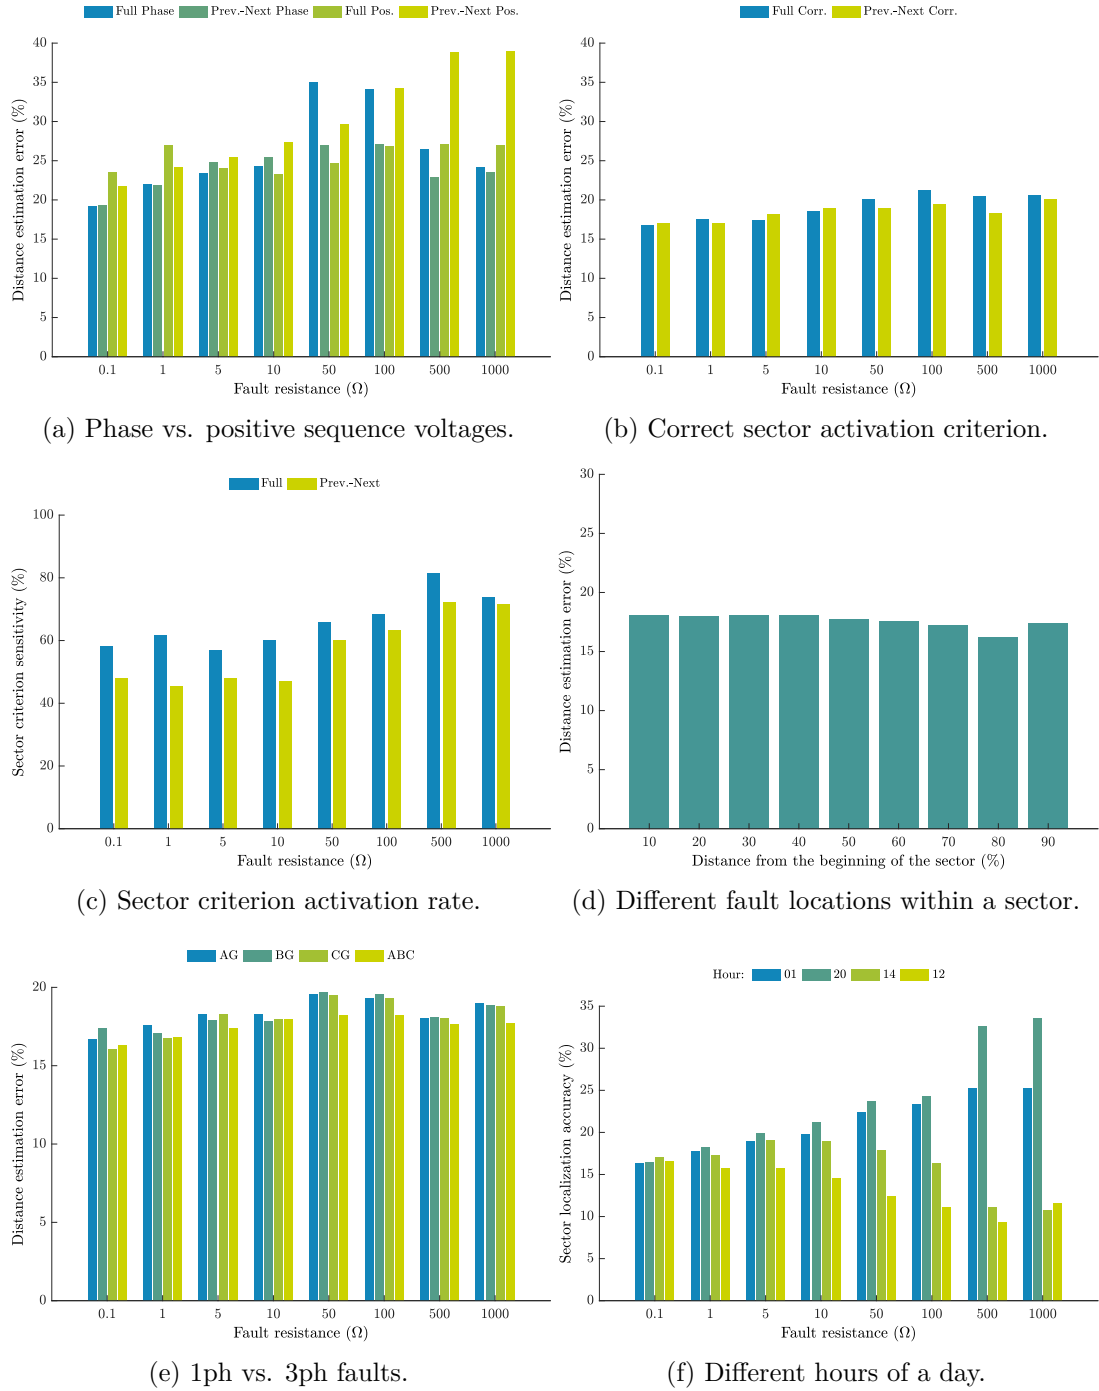 Full Phase Prev.-Next Phase Full Pos. Prev.-Next Pos.
40
35
30
25
20
15
10
5
0
Distance estimation error (%)
0.1 1 5 10 50 100 500 1000
Fault resistance (Ω)
(a) Phase vs. positive sequence voltages.
Full Corr. Prev.-Next Corr.
40
35
30
25
20
15
10
5
0
Distance estimation error (%)
0.1 1 5 10 50 100 500 1000
Fault resistance (Ω)
(b) Correct sector activation criterion.
Full Prev.-Next
100
80
60
40
20
0
Sector criterion sensitivity (%)
0.1 1 5 10 50 100 500 1000
Fault resistance (Ω)
(c) Sector criterion activation rate.
30
25
20
15
10
5
0
Distance estimation error (%)
10 20 30 40 50 60 70 80 90
Distance from the beginning of the sector (%)
(d) Different fault locations within a sector.
AG BG CG ABC
20
15
10
5
0
Distance estimation error (%)
0.1 1 5 10 50 100 500 1000
Fault resistance (Ω)
(e) 1ph vs. 3ph faults.
Hour: 01 20 14 12
35
30
25
20
15
10
5
0
Sector localization accuracy (%)
0.1 1 5 10 50 100 500 1000
Fault resistance (Ω)
(f) Different hours of a day.